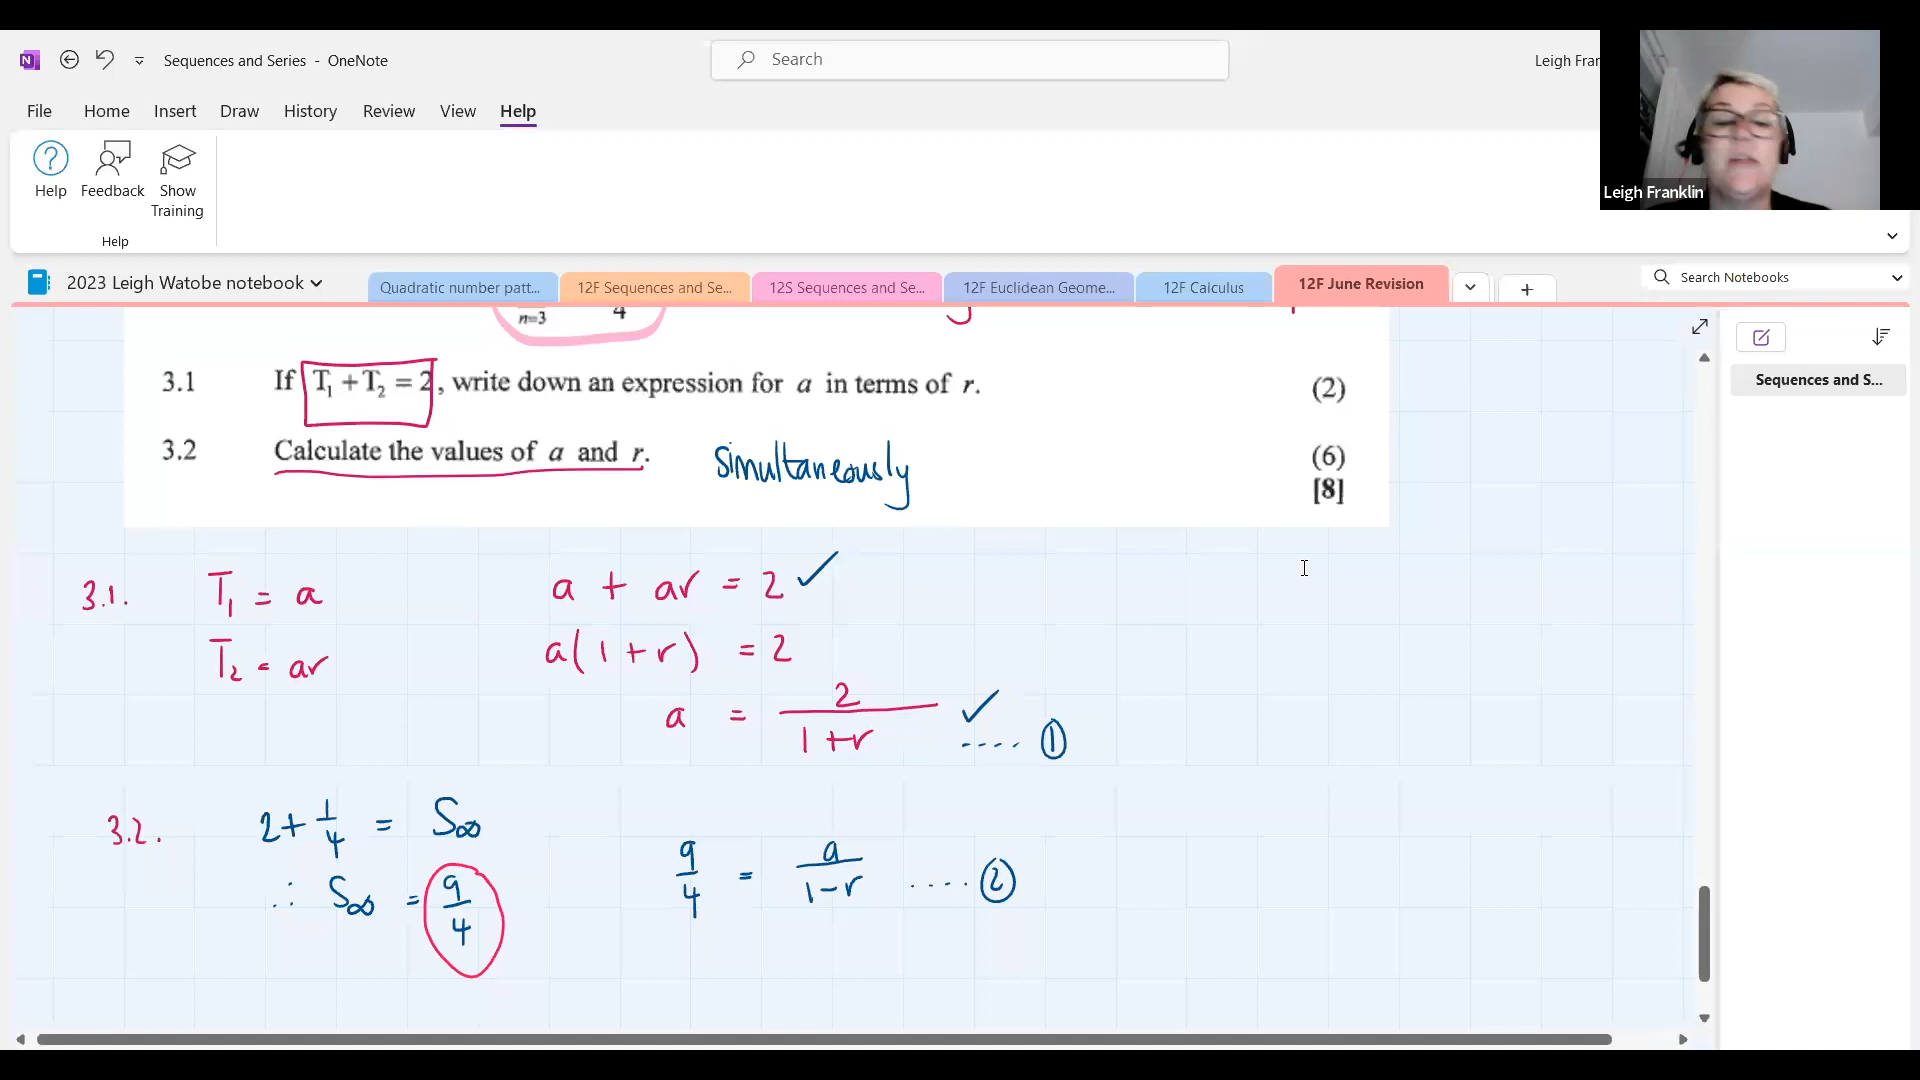 Sequences and Series - OneNote
Search
Leigh Fran
File Home Insert Draw History Review View Help
Help Feedback Show Training
Help
Leigh Franklin
2023 Leigh Watobe notebook
Quadratic number patt... 12F Sequences and Se... 12S Sequences and Se... 12F Euclidean Geome... 12F Calculus 12F June Revision
Search Notebooks
Sequences and S...
n=3 4
3.1 If T₁ + T₂ = 2, write down an expression for a in terms of r. (2)
3.2 Calculate the values of a and r. simultaneously (6)
[8]
3.1. T₁ = a a + ar = 2 ✓
T₂ = ar a(1 + r) = 2
a = 2/(1+r) ✓ .... ①
3.2. 2 + 1/4 = S∞
9/4 = a/(1-r) .... ②
∴ S∞ = 9/4